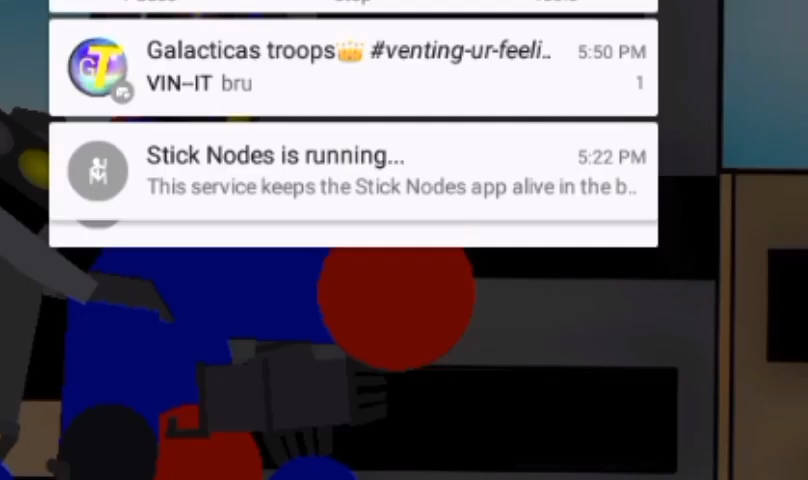 Galacticas troops👑 #venting-ur-feeli.. 5:50 PM
VIN--IT bru 1
Stick Nodes is running... 5:22 PM
This service keeps the Stick Nodes app alive in the b..